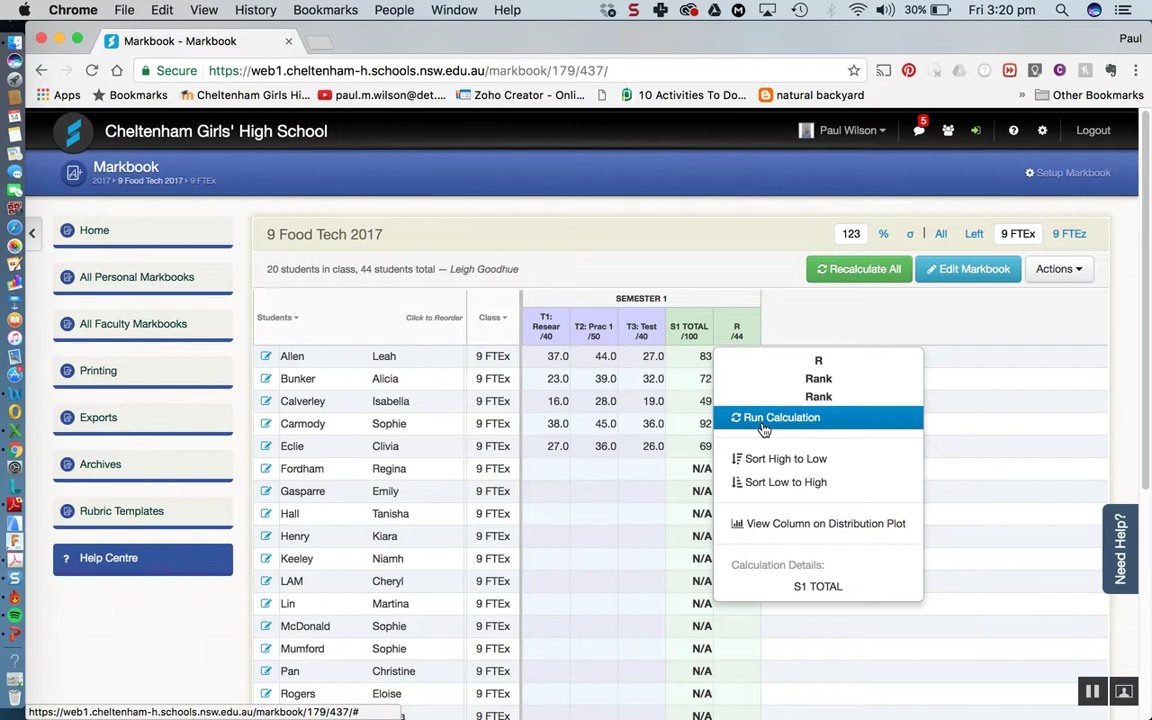 Chrome File Edit View History Bookmarks People Window Help 30% Fri 3:20 pm
Markbook - Markbook Paul
Secure https://web1.cheltenham-h.schools.nsw.edu.au/markbook/179/437/
Apps Bookmarks Cheltenham Girls Hi... paul.m.wilson@det.... Zoho Creator - Onlin... 10 Activities To Do... natural backyard » Other Bookmarks
Cheltenham Girls' High School Paul Wilson 5 Logout
Markbook
2017 › 9 Food Tech 2017 › 9 FTEx Setup Markbook
Home
All Personal Markbooks
All Faculty Markbooks
Printing
Exports
Archives
Rubric Templates
? Help Centre
9 Food Tech 2017 123 % σ | All Left 9 FTEx 9 FTEz
20 students in class, 44 students total — Leigh Goodhue Recalculate All Edit Markbook Actions
SEMESTER 1
Students Click to Reorder Class T1: Resear /40 T2: Prac 1 /50 T3: Test /40 S1 TOTAL /100 R /44
Allen Leah 9 FTEx 37.0 44.0 27.0 83
Bunker Alicia 9 FTEx 23.0 39.0 32.0 72
Calverley Isabella 9 FTEx 16.0 28.0 19.0 49
Carmody Sophie 9 FTEx 38.0 45.0 36.0 92
Eclie Clivia 9 FTEx 27.0 36.0 26.0 69
Fordham Regina 9 FTEx N/A
Gasparre Emily 9 FTEx N/A
Hall Tanisha 9 FTEx N/A
Henry Kiara 9 FTEx N/A
Keeley Niamh 9 FTEx N/A
LAM Cheryl 9 FTEx N/A
Lin Martina 9 FTEx N/A
McDonald Sophie 9 FTEx N/A
Mumford Sophie 9 FTEx N/A
Pan Christine 9 FTEx N/A
Rogers Eloise 9 FTEx N/A
9 FTEx N/A
R
Rank
Rank
Run Calculation
Sort High to Low
Sort Low to High
View Column on Distribution Plot
Calculation Details:
S1 TOTAL
Need Help?
https://web1.cheltenham-h.schools.nsw.edu.au/markbook/179/437/#